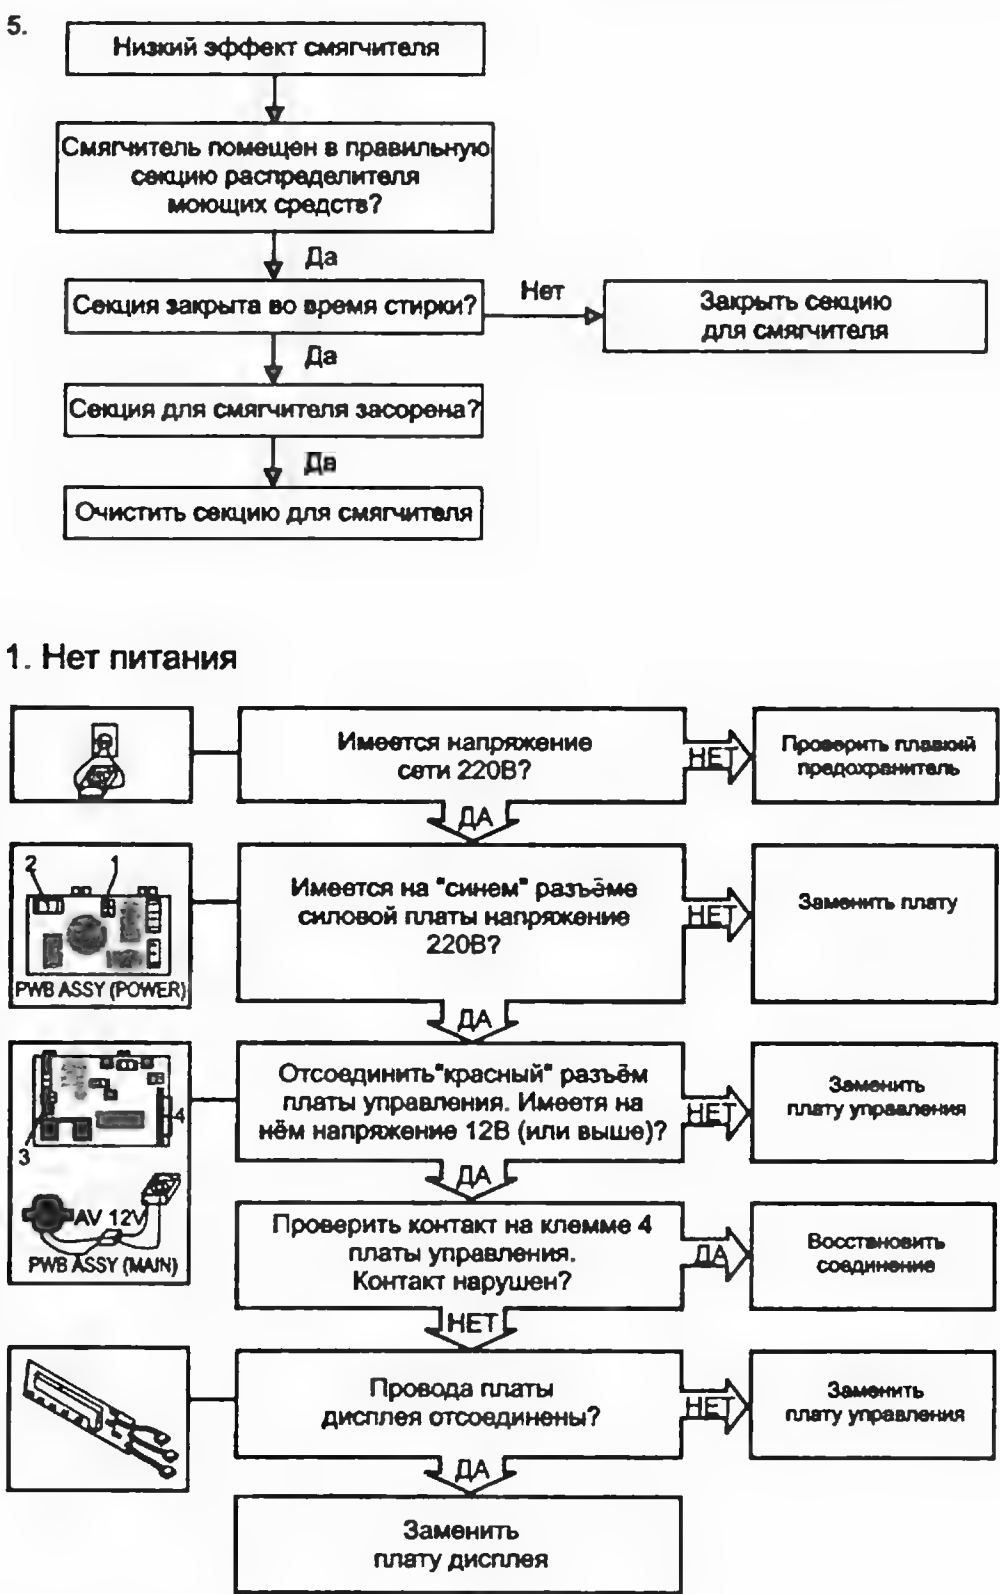 5.
Низкий эффект смягчителя
Смягчитель помещен в правильную
секцию распределителя
моющих средств?
Да
Секция закрыта во время стирки?
Нет
Закрыть секцию
для смягчителя
Да
Секция для смягчителя засорена?
Да
Очистить секцию для смягчителя
1. Нет питания
Имеется напряжение
сети 220В?
НЕТ
Проверить плавкий
предохранитель
ДА
2 1
PWB ASSY (POWER)
Имеется на "синем" разъёме
силовой платы напряжение
220В?
НЕТ
Заменить плату
ДА
3
4
AV 12V
PWB ASSY (MAIN)
Отсоединить"красный" разъём
платы управления. Имеетя на
нём напряжение 12В (или выше)?
НЕТ
Заменить
плату управления
ДА
Проверить контакт на клемме 4
платы управления.
Контакт нарушен?
ДА
Восстановить
соединение
НЕТ
Провода платы
дисплея отсоединены?
НЕТ
Заменить
плату управления
ДА
Заменить
плату дисплея